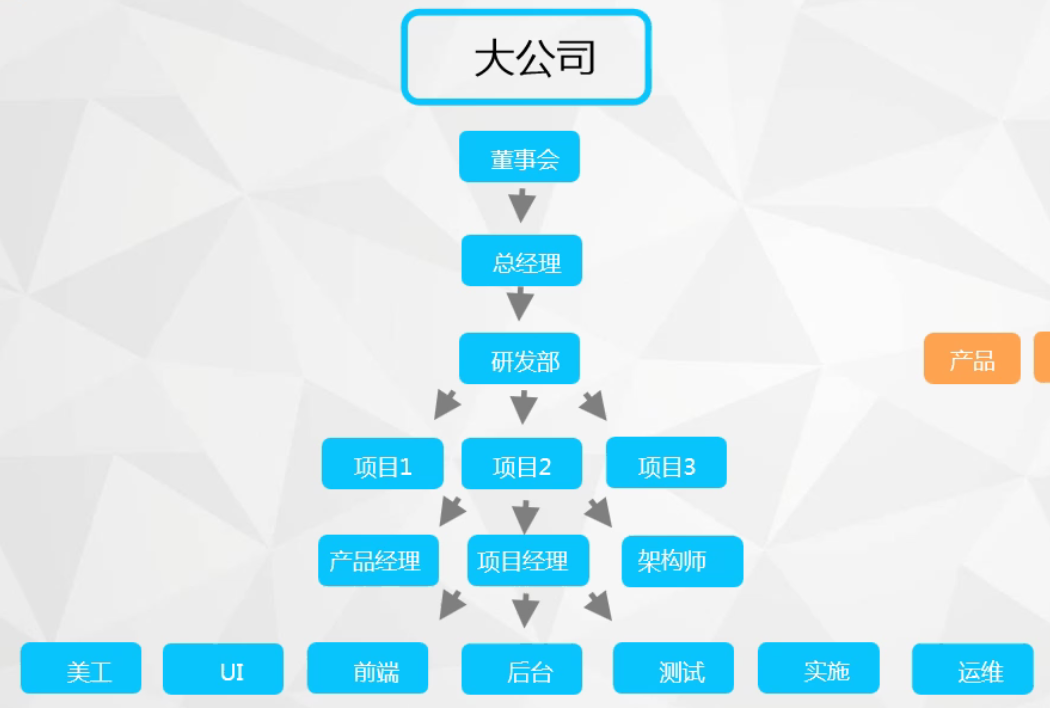 大公司
董事会
总经理
研发部
产品
项目1
项目2
项目3
产品经理
项目经理
架构师
美工
UI
前端
后台
测试
实施
运维